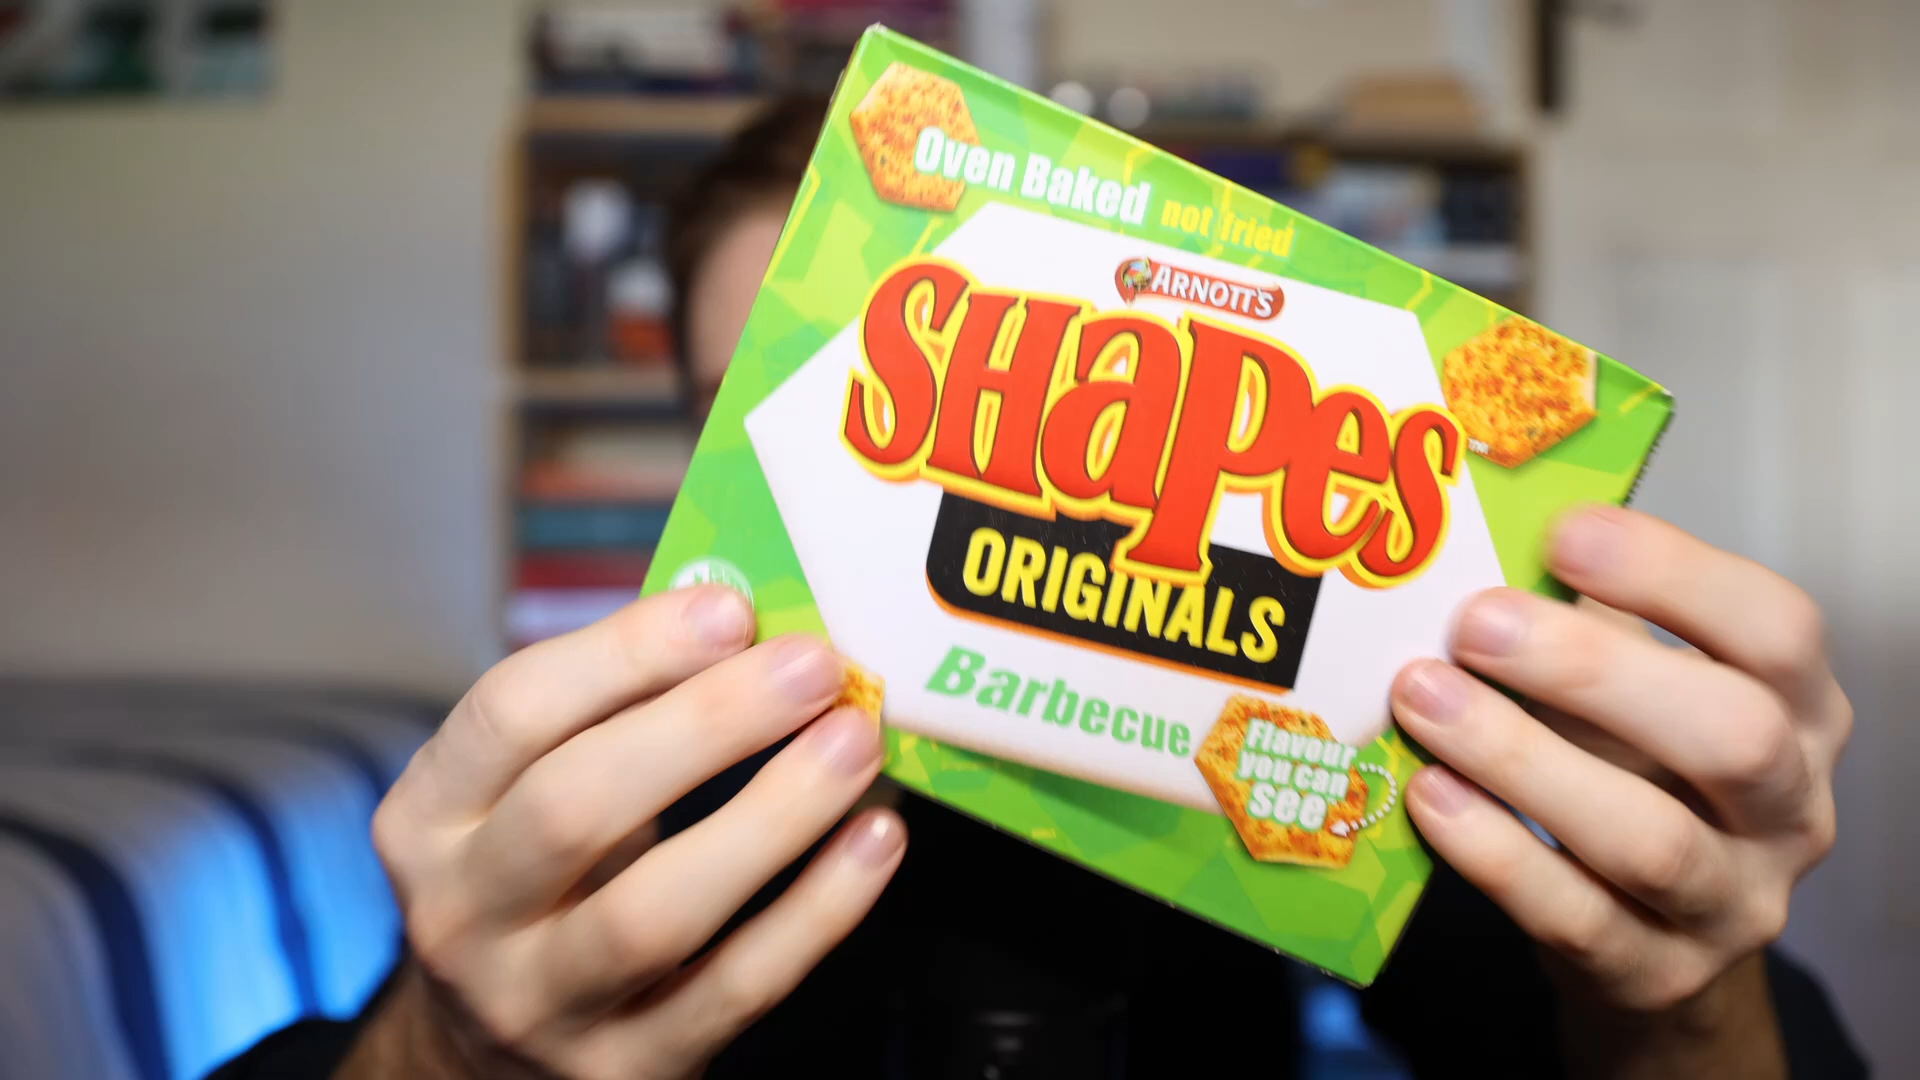 Oven Baked not fried
ARNOTT'S
SHAPES
ORIGINALS
Barbecue
Flavour
you can
see